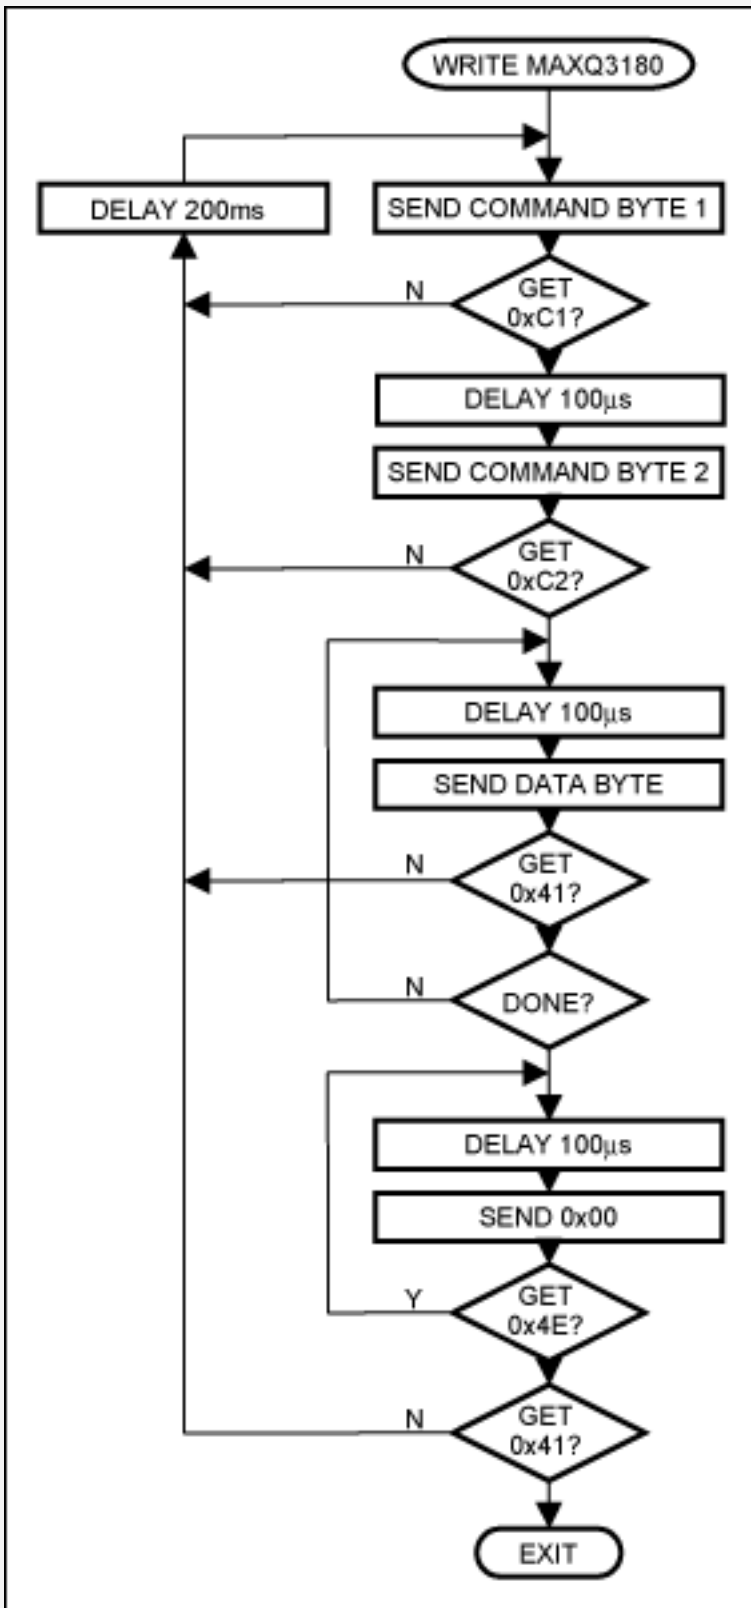 WRITE MAXQ3180
DELAY 200ms
SEND COMMAND BYTE 1
N
GET
0xC1?
DELAY 100μs
SEND COMMAND BYTE 2
N
GET
0xC2?
DELAY 100μs
SEND DATA BYTE
N
GET
0x41?
N
DONE?
DELAY 100μs
SEND 0x00
Y
GET
0x4E?
N
GET
0x41?
EXIT